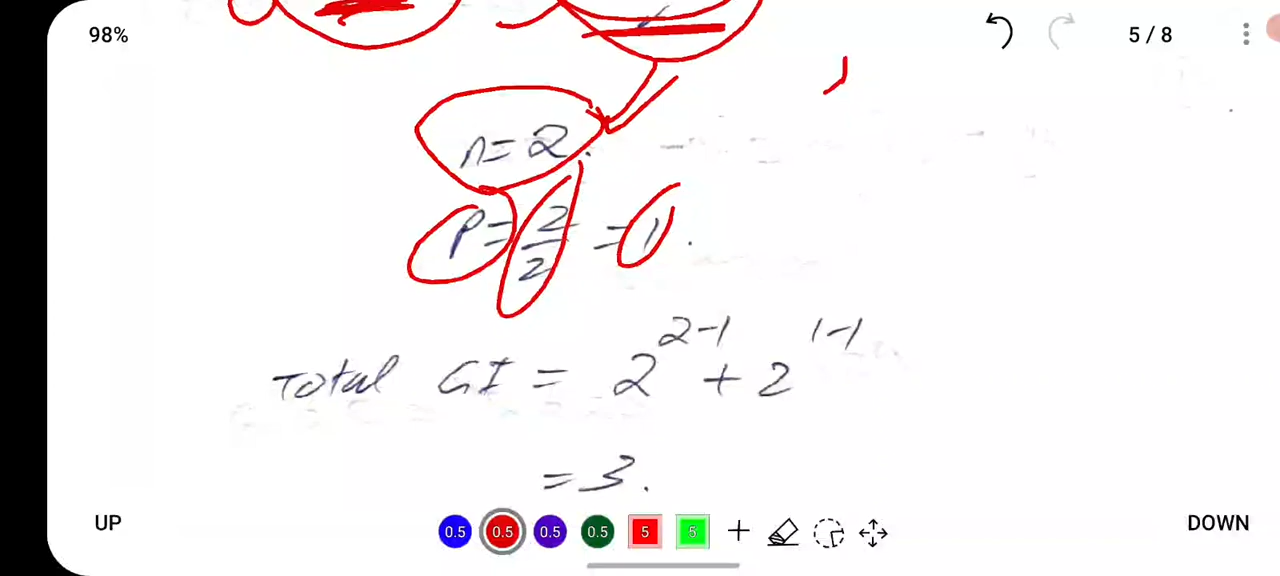 98%
5 / 8
n = 2.
P = 2/2 = 1.
Total GI = 2^{2-1} + 2^{1-1}
= 3.
UP
0.5 0.5 0.5 0.5 5 5
DOWN